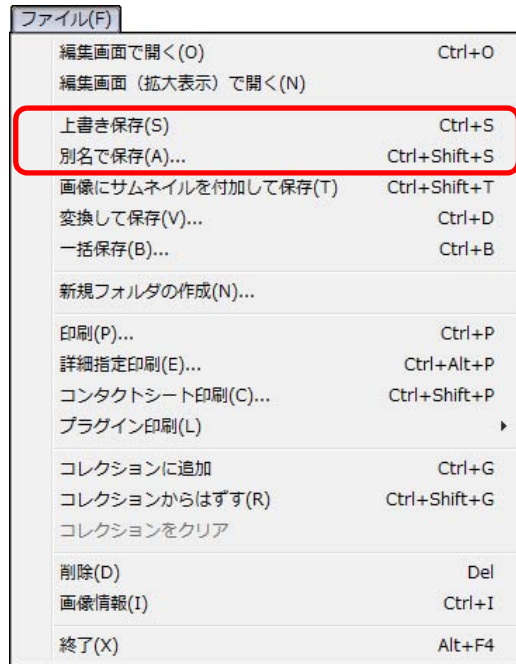 ファイル(F)
編集画面で開く(O) Ctrl+O
編集画面（拡大表示）で開く(N)
上書き保存(S) Ctrl+S
別名で保存(A)... Ctrl+Shift+S
画像にサムネイルを付加して保存(T) Ctrl+Shift+T
変換して保存(V)... Ctrl+D
一括保存(B)... Ctrl+B
新規フォルダの作成(N)...
印刷(P)... Ctrl+P
詳細指定印刷(E)... Ctrl+Alt+P
コンタクトシート印刷(C)... Ctrl+Shift+P
プラグイン印刷(L)
コレクションに追加 Ctrl+G
コレクションからはずす(R) Ctrl+Shift+G
コレクションをクリア
削除(D) Del
画像情報(I) Ctrl+I
終了(X) Alt+F4